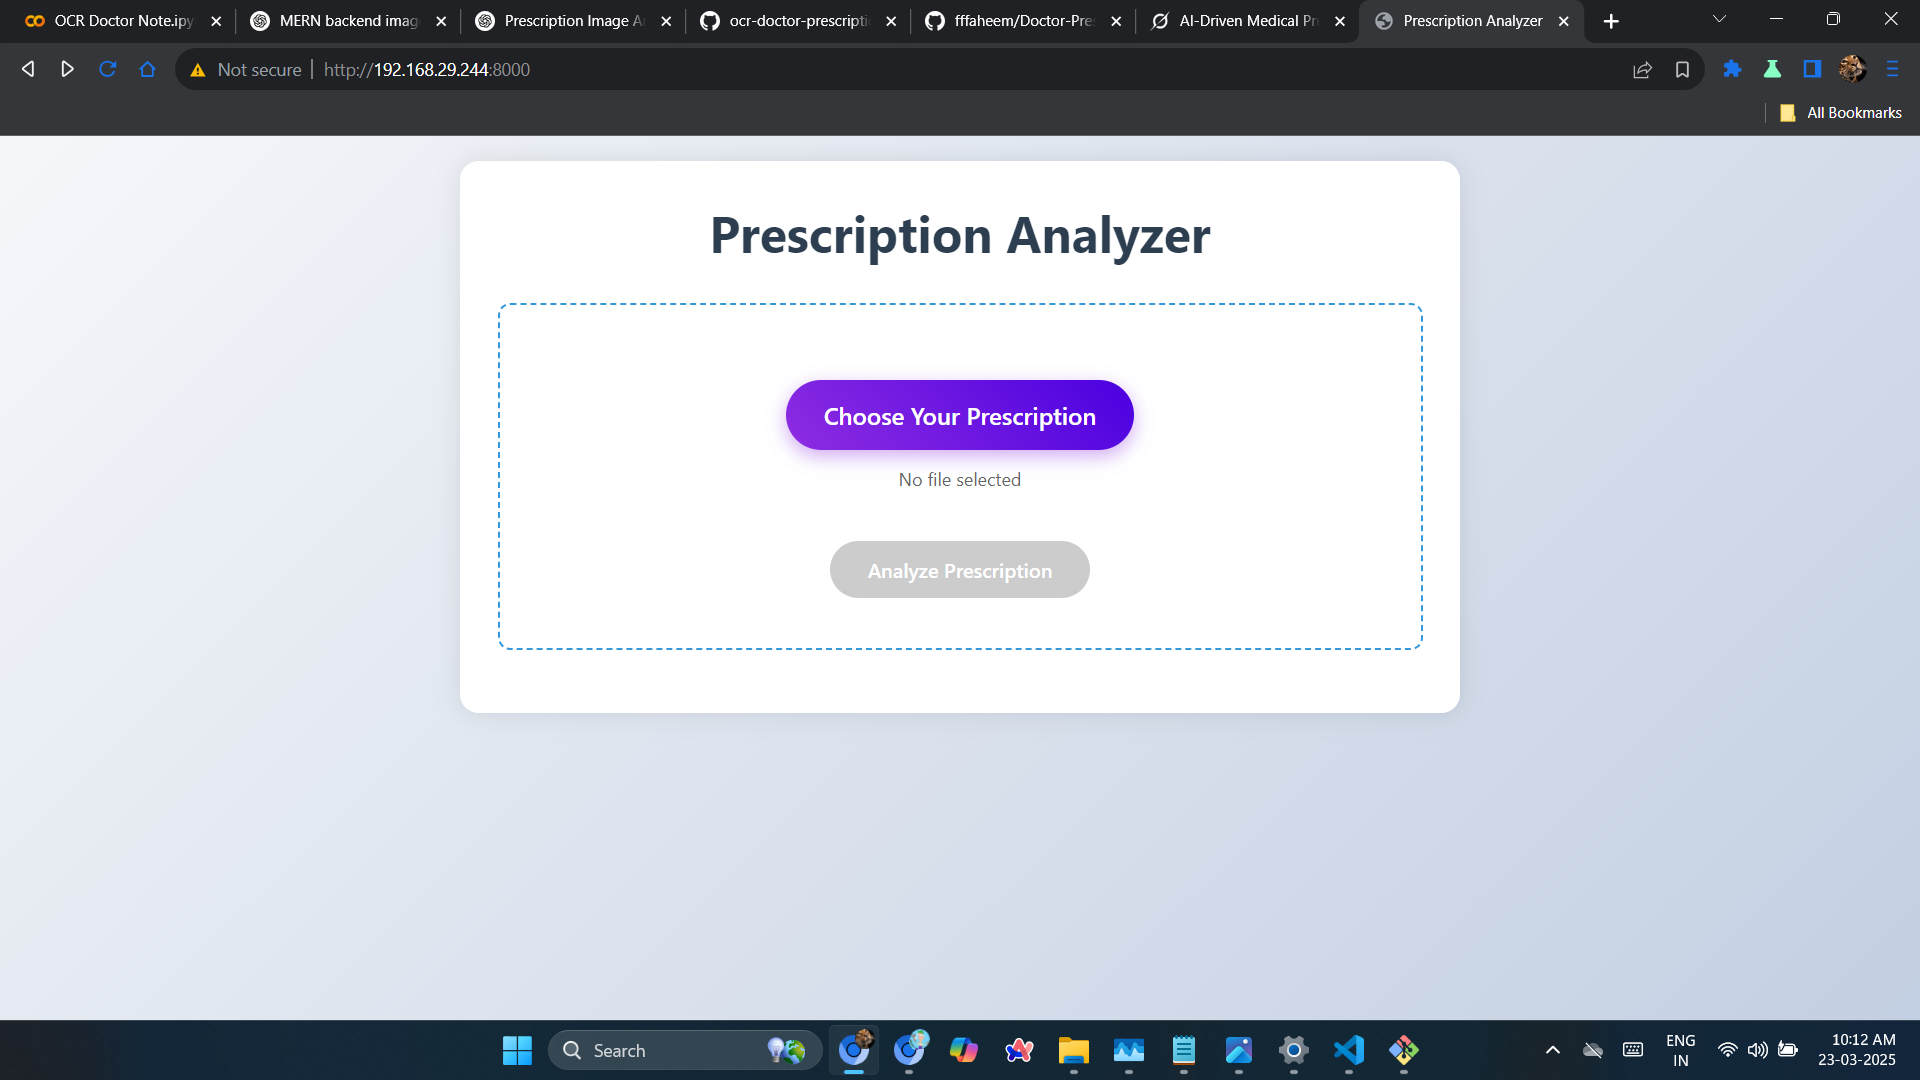 OCR Doctor Note.ipy
MERN backend imag
Prescription Image A
ocr-doctor-prescripti
fffaheem/Doctor-Pres
AI-Driven Medical Pr
Prescription Analyzer
Not secure
http://192.168.29.244:8000
All Bookmarks
Prescription Analyzer
Choose Your Prescription
No file selected
Analyze Prescription
Search
ENG
IN
10:12 AM
23-03-2025